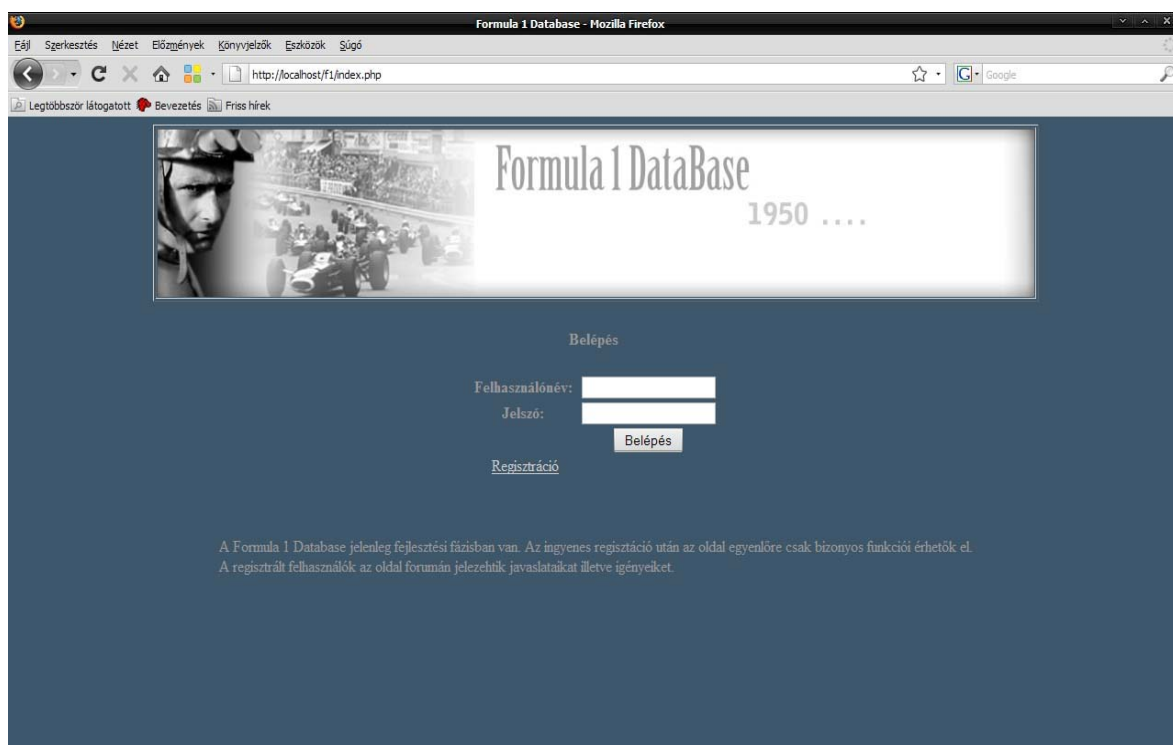 Formula 1 Database - Mozilla Firefox
Fájl Szerkesztés Nézet Előzmények Könyvjelzők Eszközök Súgó
http://localhost/f1/index.php
G Google
Legtöbbször látogatott Bevezetés Friss hírek
Formula 1 DataBase
1950 ....
Belépés
Felhasználónév:
Jelszó:
Belépés
Regisztráció
A Formula 1 Database jelenleg fejlesztési fázisban van. Az ingyenes regisztáció után az oldal egyenlőre csak bizonyos funkciói érhetők el.
A regisztrált felhasználók az oldal forumán jelezehtik javaslataikat illetve igényeiket.